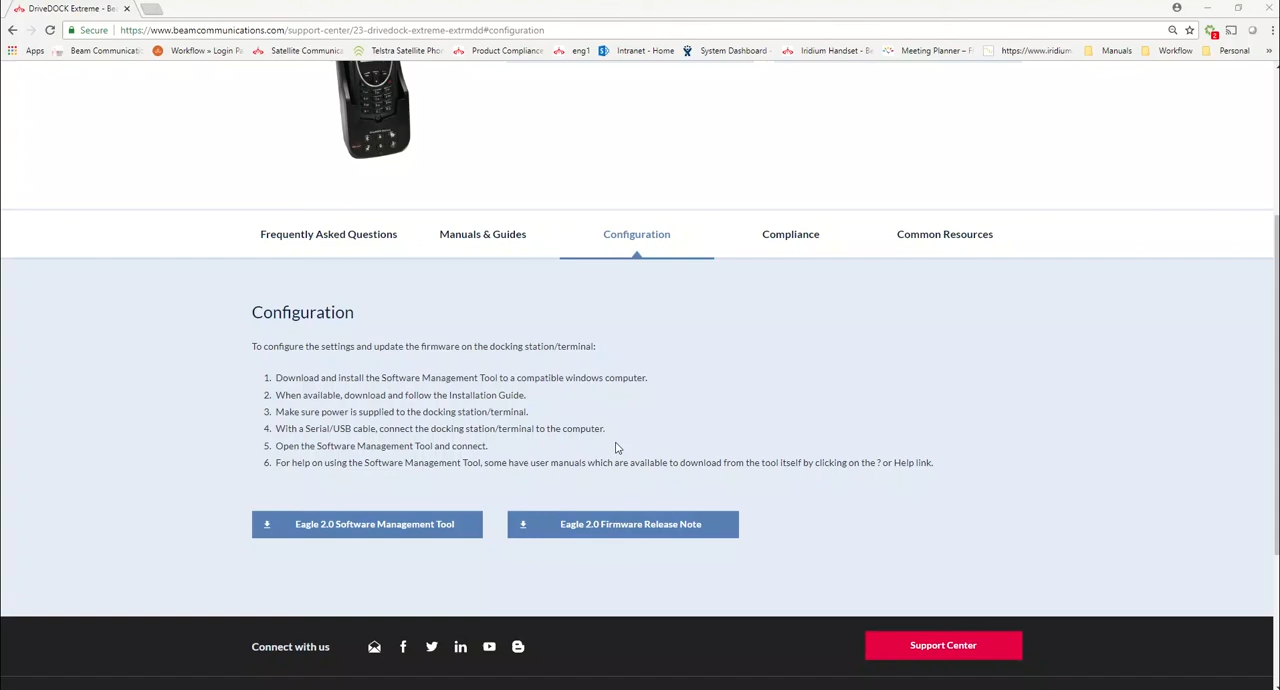 DriveDOCK Extreme - Be
Secure https://www.beamcommunications.com/support-center/23-drivedock-extreme-extrmdd#configuration
Apps Beam Communicati Workflow » Login P Satellite Communica Telstra Satellite Pho Product Compliance eng1 Intranet - Home System Dashboard - Iridium Handset - Be Meeting Planner – F https://www.iridium Manuals Workflow Personal
Frequently Asked Questions Manuals & Guides Configuration Compliance Common Resources
Configuration
To configure the settings and update the firmware on the docking station/terminal:
1. Download and install the Software Management Tool to a compatible windows computer.
2. When available, download and follow the Installation Guide.
3. Make sure power is supplied to the docking station/terminal.
4. With a Serial/USB cable, connect the docking station/terminal to the computer.
5. Open the Software Management Tool and connect.
6. For help on using the Software Management Tool, some have user manuals which are available to download from the tool itself by clicking on the ? or Help link.
Eagle 2.0 Software Management Tool Eagle 2.0 Firmware Release Note
Connect with us Support Center